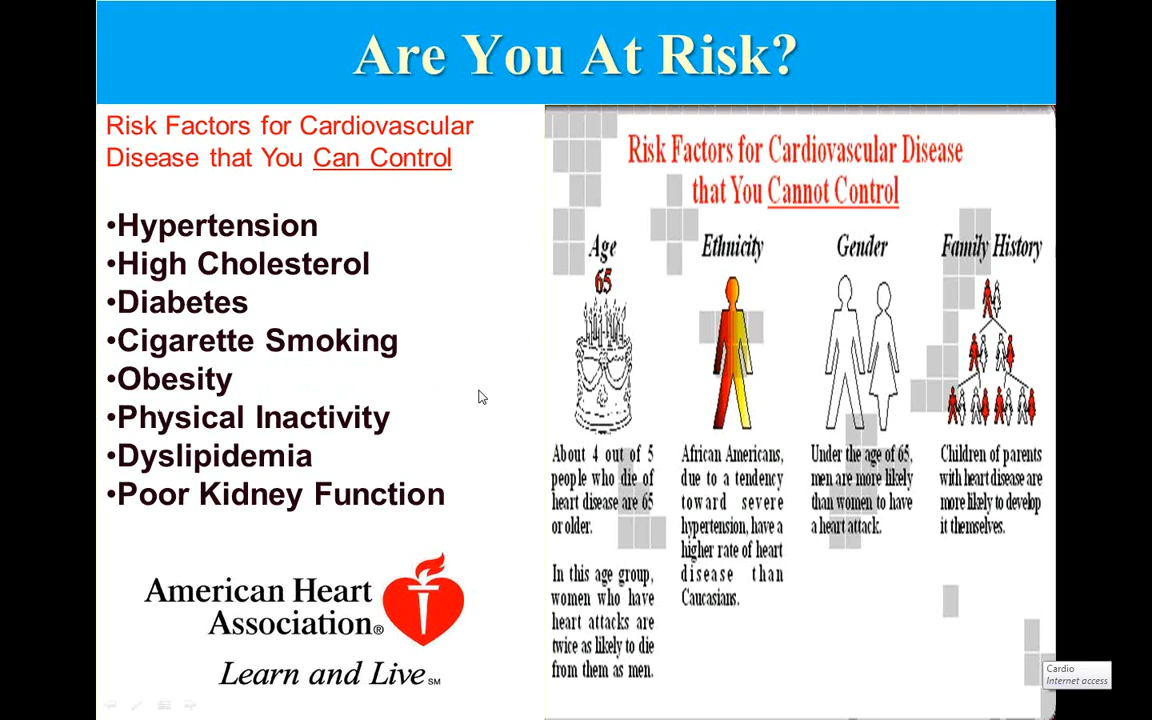 Are You At Risk?
Risk Factors for Cardiovascular
Disease that You Can Control
•Hypertension
•High Cholesterol
•Diabetes
•Cigarette Smoking
•Obesity
•Physical Inactivity
•Dyslipidemia
•Poor Kidney Function
American Heart
Association®
Learn and Live℠
Risk Factors for Cardiovascular Disease
that You Cannot Control
Age
65
About 4 out of 5
people who die of
heart disease are 65
or older.
In this age group,
women who have
heart attacks are
twice as likely to die
from them as men.
Ethnicity
African Americans,
due to a tendency
toward severe
hypertension, have a
higher rate of heart
disease than
Caucasians.
Gender
Under the age of 65,
men are more likely
than women to have
a heart attack.
Family History
Children of parents
with heart disease are
more likely to develop
it themselves.
Cardio
Internet access